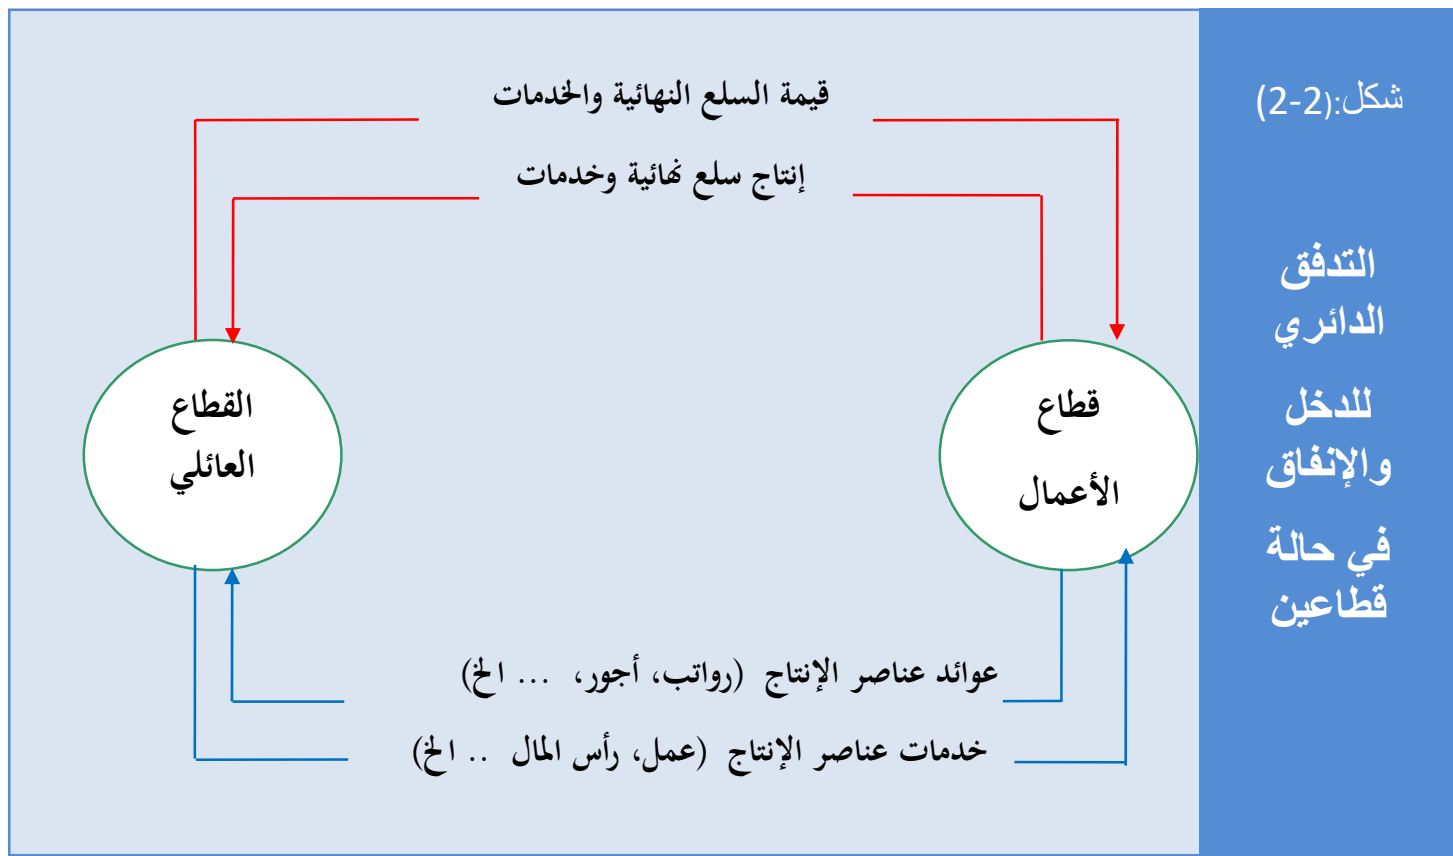 شكل:(2-2)
التدفق
الدائري
للدخل
والإنفاق
في حالة
قطاعين
قيمة السلع النهائية والخدمات
إنتاج سلع نهائية وخدمات
قطاع
الأعمال
القطاع
العائلي
عوائد عناصر الإنتاج (رواتب، أجور، ... الخ)
خدمات عناصر الإنتاج (عمل، رأس المال .. الخ)